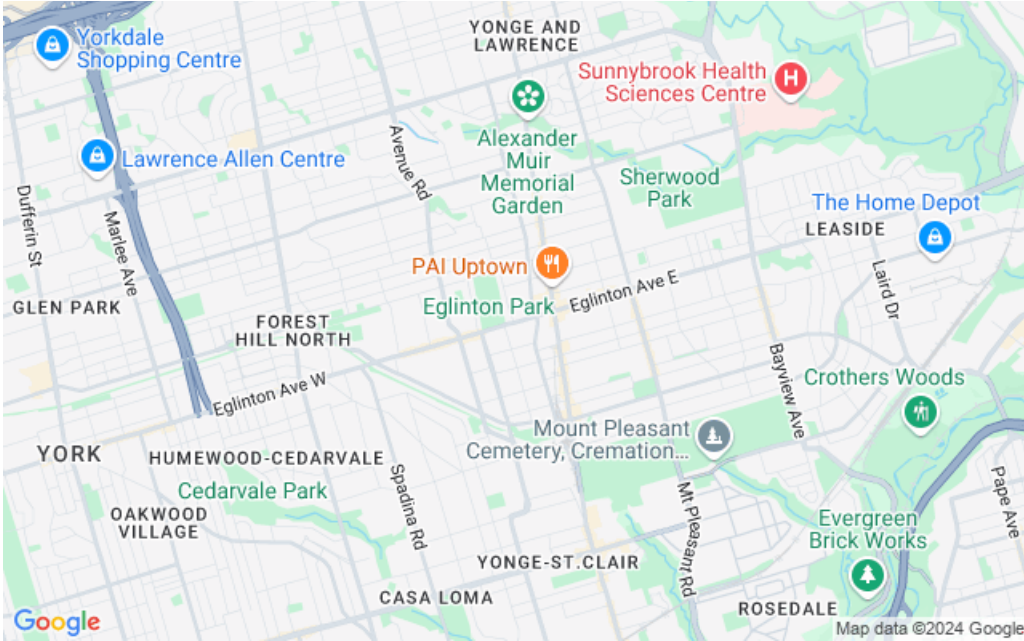 YONGE AND
LAWRENCE
Yorkdale
Shopping Centre
Sunnybrook Health
Sciences Centre
H
Alexander
Muir
Memorial
Garden
Lawrence Allen Centre
Avenue Rd
Sherwood
Park
The Home Depot
LEASIDE
Dufferin St
Marlee Ave
PAI Uptown
Laird Dr
Eglinton Park
Eglinton Ave E
GLEN PARK
FOREST
HILL NORTH
Bayview Ave
Crothers Woods
Eglinton Ave W
Mount Pleasant
Cemetery, Cremation...
YORK
HUMEWOOD-CEDARVALE
Cedarvale Park
Spadina Rd
Mt Pleasant Rd
Pape Ave
OAKWOOD
VILLAGE
Evergreen
Brick Works
YONGE-ST.CLAIR
CASA LOMA
ROSEDALE
Google
Map data ©2024 Google